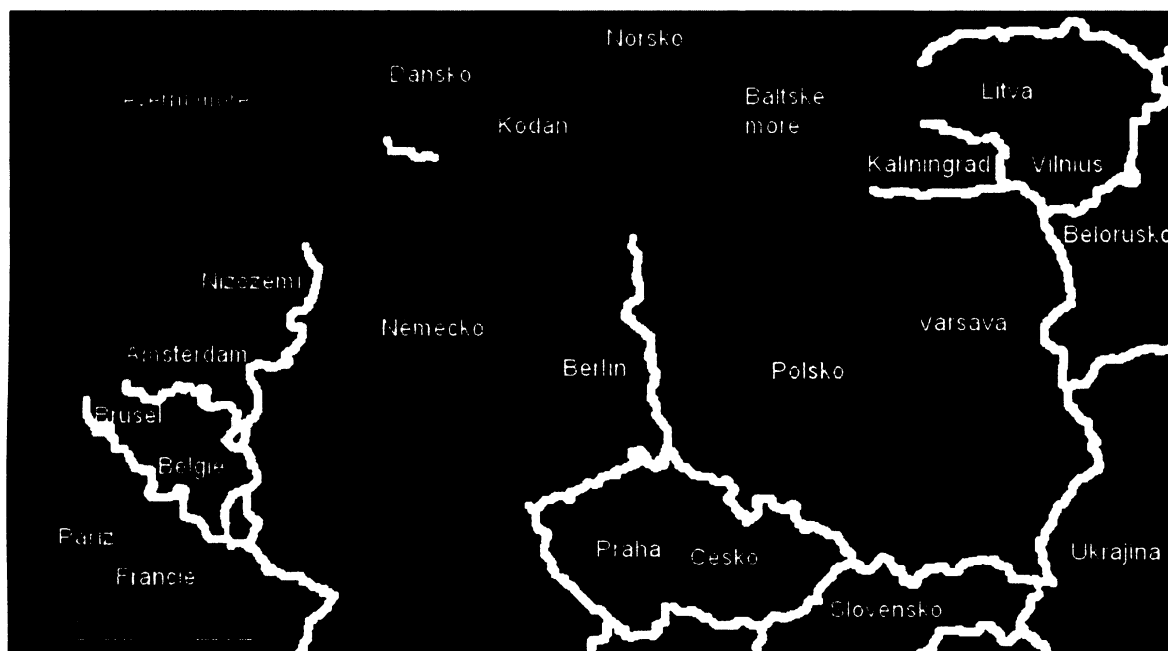 Norsko
Dansko
Baltske
more
Litva
Kodan
Kaliningrad
Vilnius
Belorusko
Nizozemi
Nemecko
Varsava
Amsterdam
Berlin
Polsko
Brusel
Belgie
Pariz
Praha
Cesko
Ukrajina
Francie
Slovensko